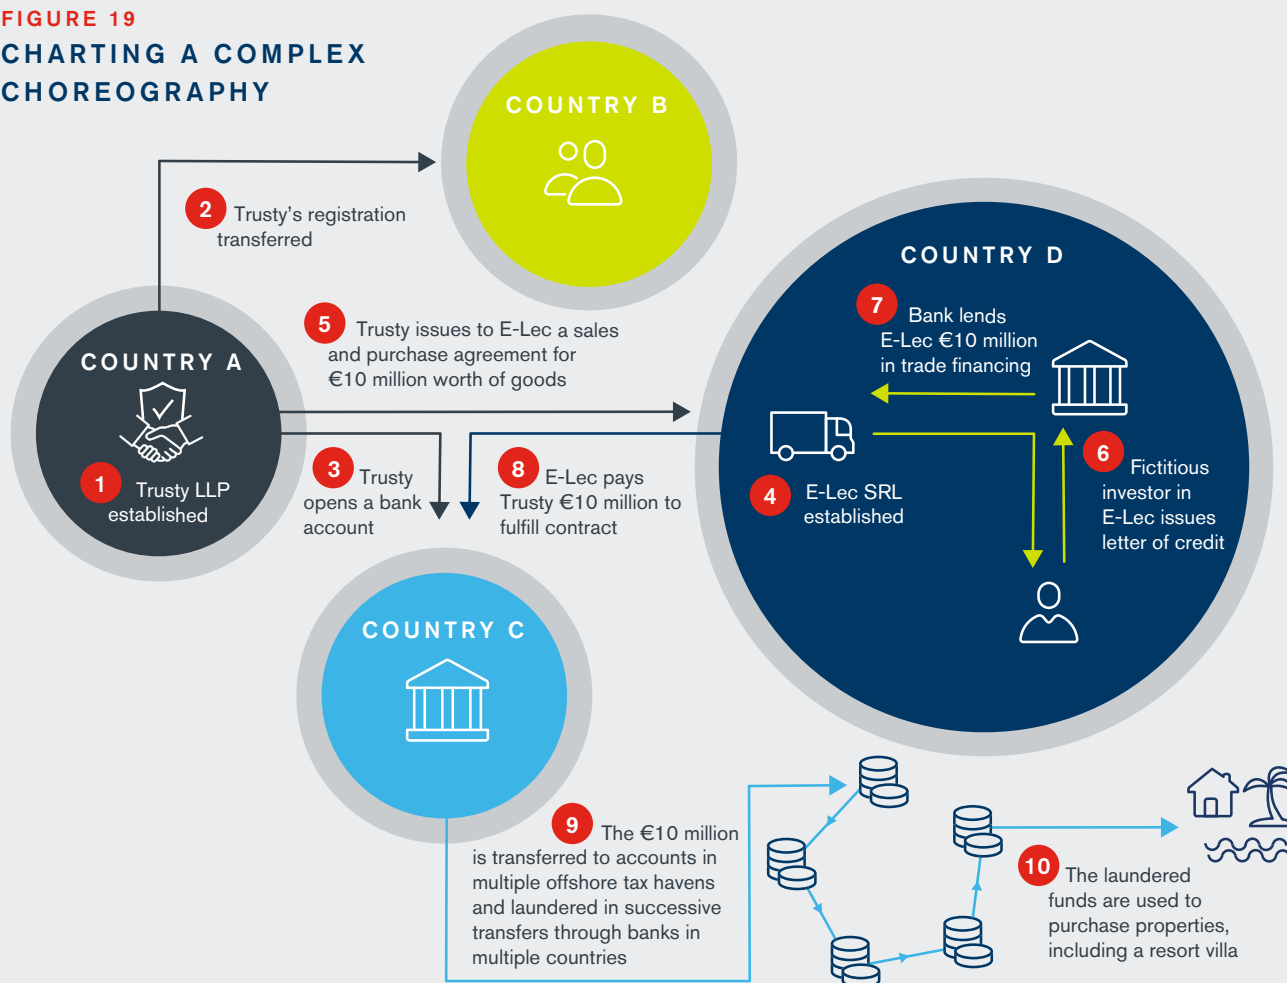 FIGURE 19
CHARTING A COMPLEX
CHOREOGRAPHY
COUNTRY B
2 Trusty's registration
transferred
COUNTRY D
7 Bank lends
E-Lec €10 million
in trade financing
5 Trusty issues to E-Lec a sales
and purchase agreement for
€10 million worth of goods
COUNTRY A
1 Trusty LLP
established
3 Trusty
opens a bank
account
8 E-Lec pays
Trusty €10 million to
fulfill contract
4 E-Lec SRL
established
6 Fictitious
investor in
E-Lec issues
letter of credit
COUNTRY C
9 The €10 million
is transferred to accounts in
multiple offshore tax havens
and laundered in successive
transfers through banks in
multiple countries
10 The laundered
funds are used to
purchase properties,
including a resort villa